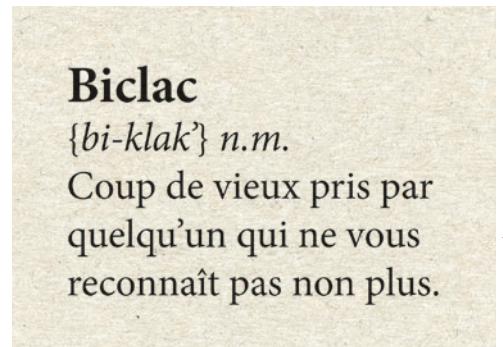 Biclac
{bi-klak’} n.m.
Coup de vieux pris par
quelqu’un qui ne vous
reconnaît pas non plus.